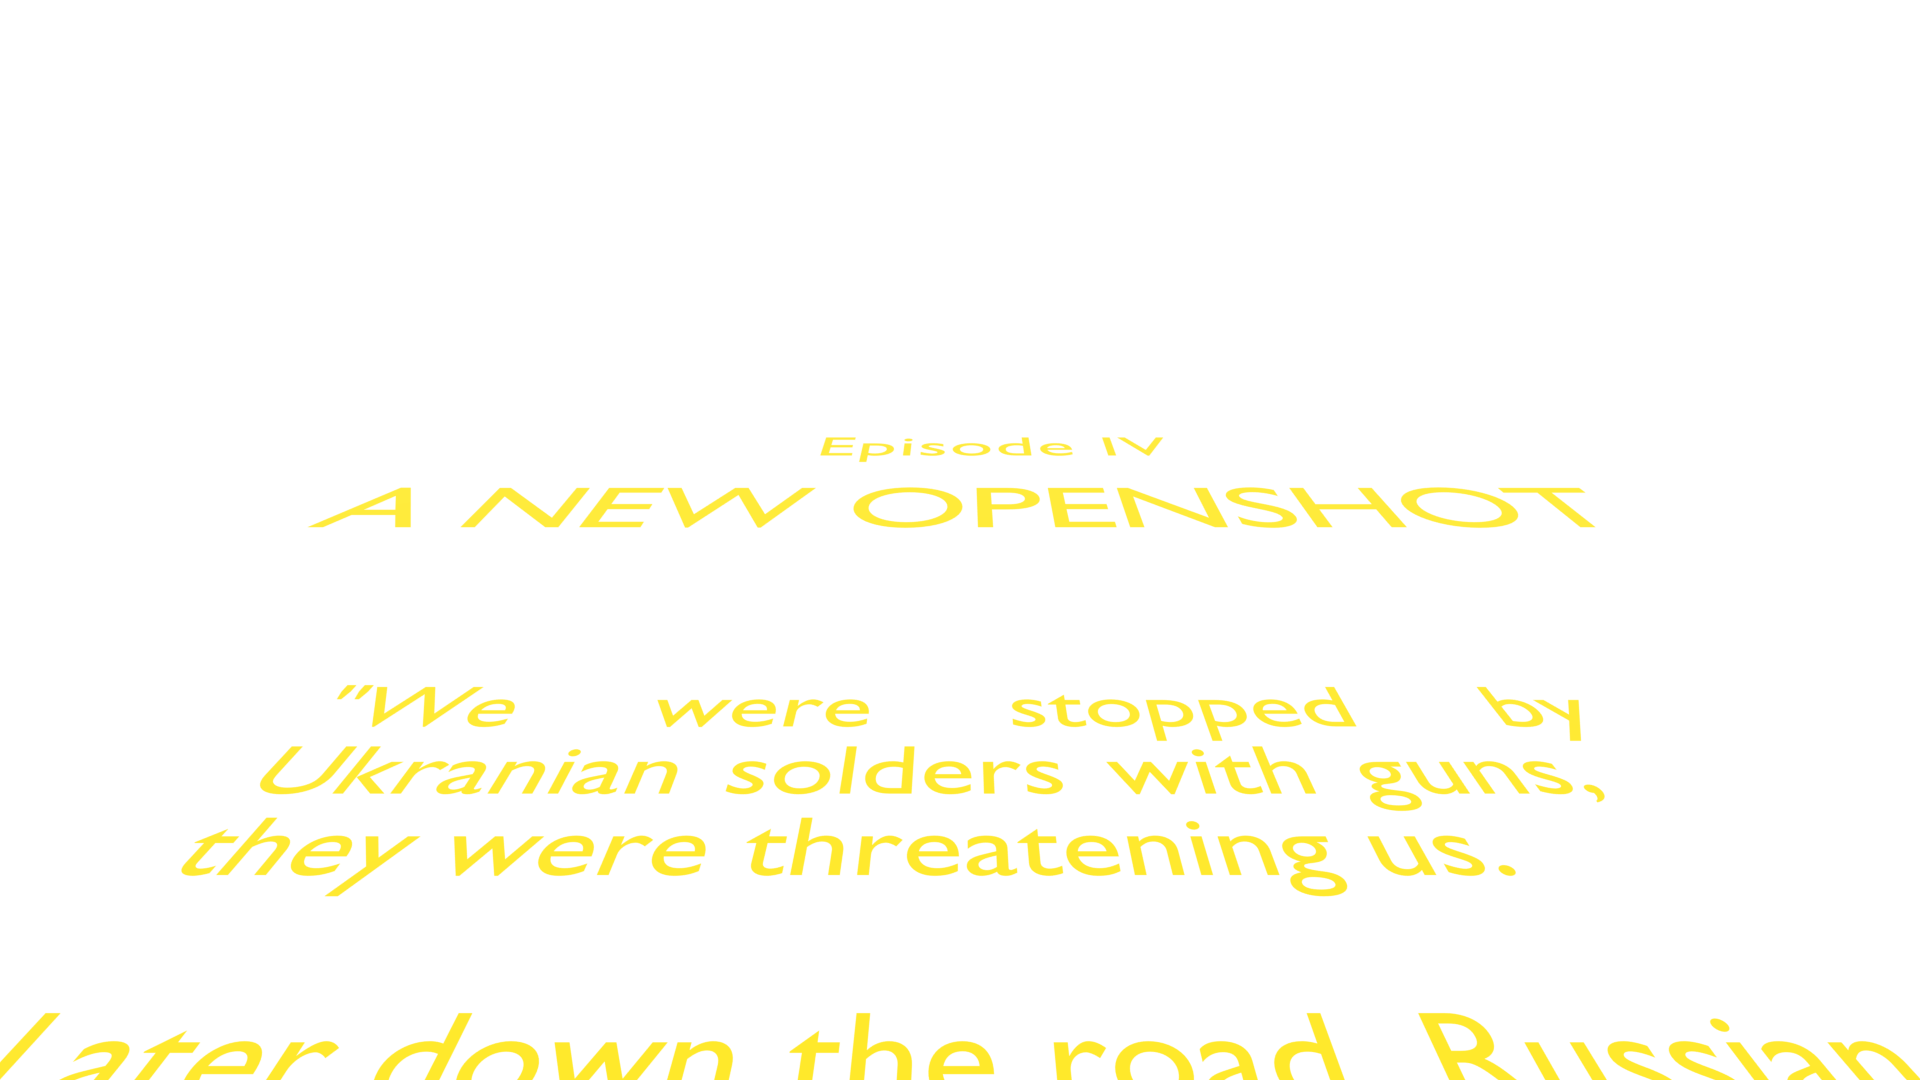 Episode IV
A NEW OPENSHOT
"We were stopped by
Ukranian solders with guns,
they were threatening us.
Later down the road, Russian